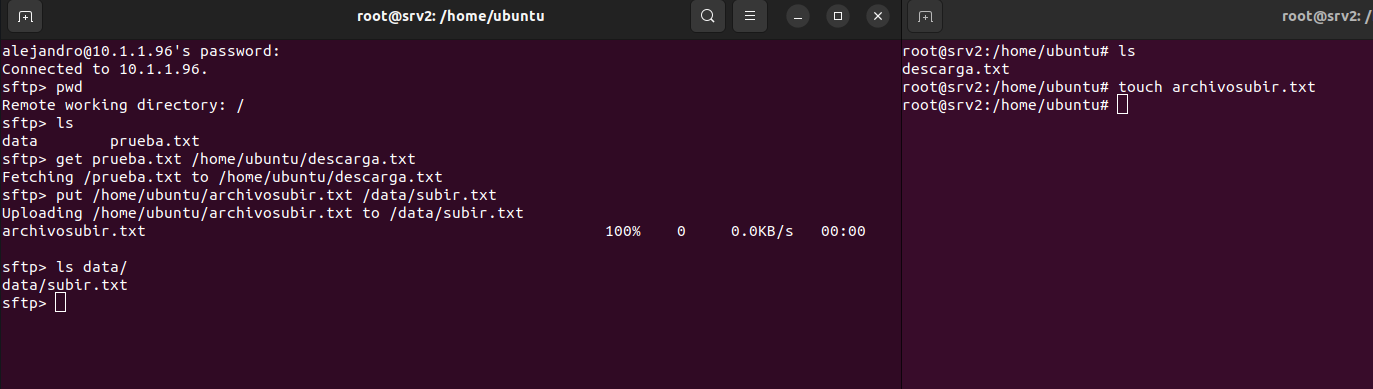 root@srv2: /home/ubuntu
alejandro@10.1.1.96's password:
Connected to 10.1.1.96.
sftp> pwd
Remote working directory: /
sftp> ls
data        prueba.txt
sftp> get prueba.txt /home/ubuntu/descarga.txt
Fetching /prueba.txt to /home/ubuntu/descarga.txt
sftp> put /home/ubuntu/archivosubir.txt /data/subir.txt
Uploading /home/ubuntu/archivosubir.txt to /data/subir.txt
archivosubir.txt                                                   100%    0     0.0KB/s   00:00
sftp> ls data/
data/subir.txt
sftp>
root@srv2: /
root@srv2:/home/ubuntu# ls
descarga.txt
root@srv2:/home/ubuntu# touch archivosubir.txt
root@srv2:/home/ubuntu#